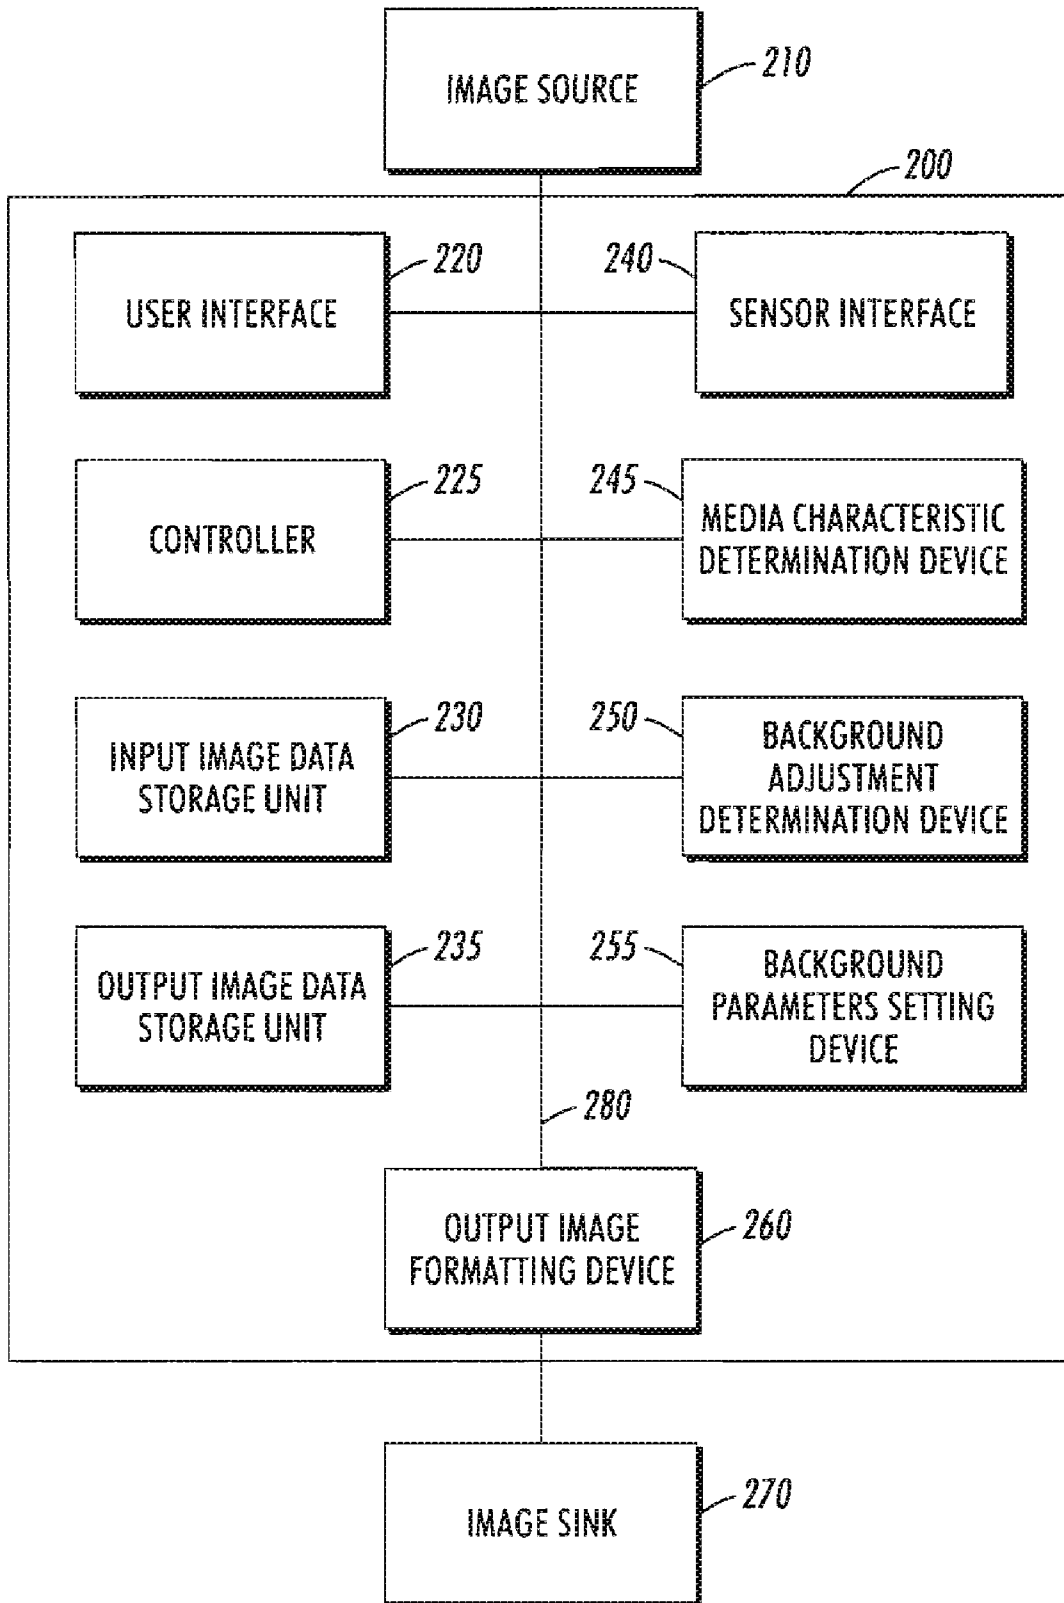 IMAGE SOURCE
210
200
USER INTERFACE
220
240
SENSOR INTERFACE
CONTROLLER
225
245
MEDIA CHARACTERISTIC
DETERMINATION DEVICE
INPUT IMAGE DATA
STORAGE UNIT
230
250
BACKGROUND
ADJUSTMENT
DETERMINATION DEVICE
OUTPUT IMAGE DATA
STORAGE UNIT
235
255
BACKGROUND
PARAMETERS SETTING
DEVICE
280
OUTPUT IMAGE
FORMATTING DEVICE
260
IMAGE SINK
270